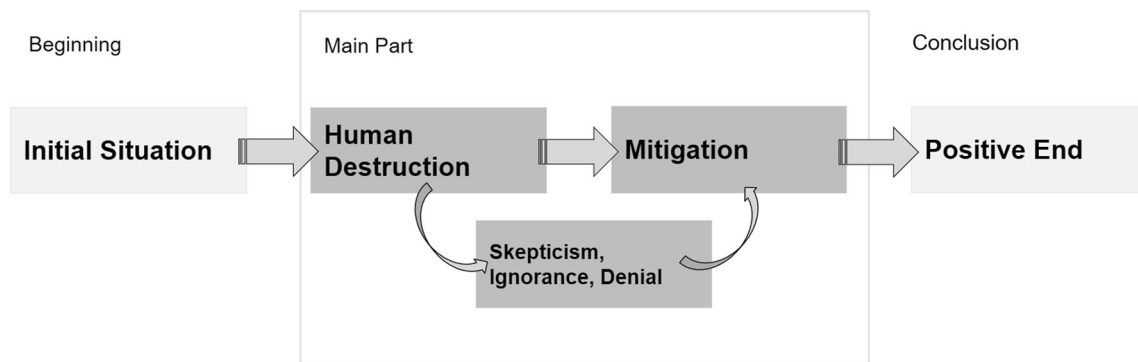 Beginning
Main Part
Conclusion
Initial Situation
Human
Destruction
Mitigation
Positive End
Skepticism,
Ignorance, Denial